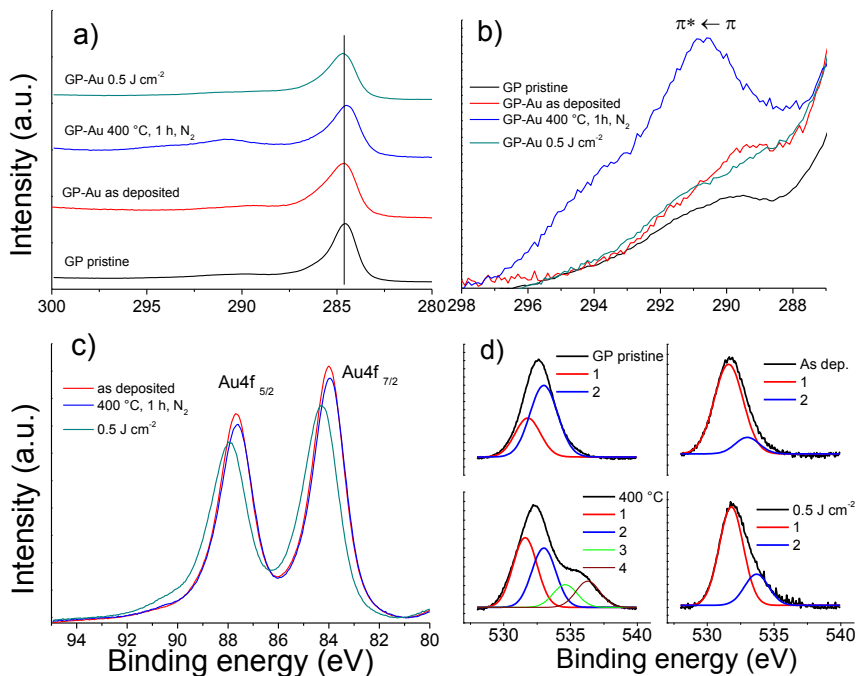 a)
GP-Au 0.5 J cm⁻²
GP-Au 400 °C, 1 h, N₂
GP-Au as deposited
GP pristine
300 295 290 285 280
Intensity (a.u.)
b)
π* ← π
GP pristine
GP-Au as deposited
GP-Au 400 °C, 1h, N₂
GP-Au 0.5 J cm⁻²
298 296 294 292 290 288
c)
Au4f 5/2
Au4f 7/2
as deposited
400 °C, 1 h, N₂
0.5 J cm⁻²
94 92 90 88 86 84 82 80
Intensity (a.u.)
Binding energy (eV)
d)
GP pristine
1
2
As dep.
1
2
400 °C
1
2
3
4
530 535 540
0.5 J cm⁻²
1
2
530 535 540
Binding energy (eV)